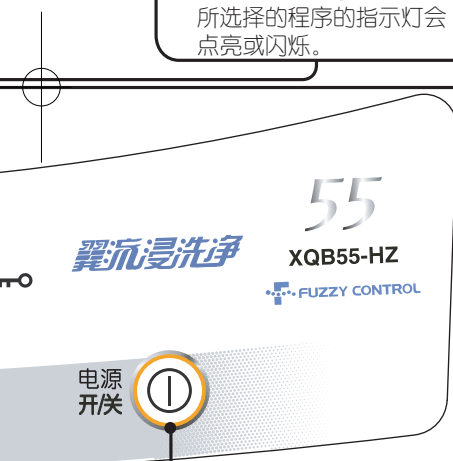 所选择的程序的指示灯会
点亮或闪烁。
55
翼流浸洗净
XQB55-HZ
FUZZY CONTROL
电源
开/关